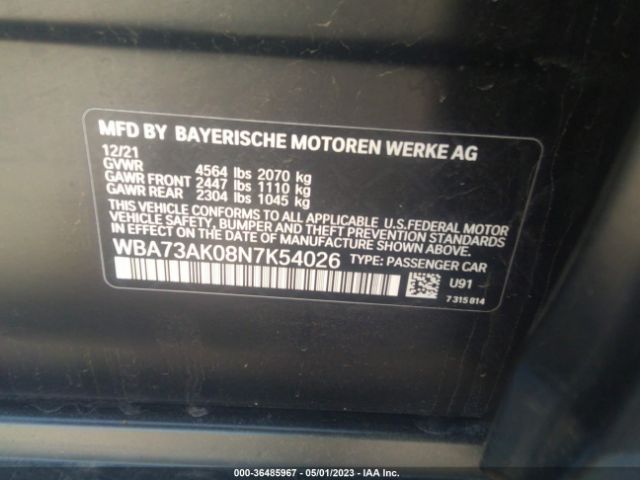 MFD BY BAYERISCHE MOTOREN WERKE AG
12/21
GVWR 4564 lbs 2070 kg
GAWR FRONT 2447 lbs 1110 kg
GAWR REAR 2304 lbs 1045 kg
THIS VEHICLE CONFORMS TO ALL APPLICABLE U.S.FEDERAL MOTOR
VEHICLE SAFETY, BUMPER, AND THEFT PREVENTION STANDARDS
IN EFFECT ON THE DATE OF MANUFACTURE SHOWN ABOVE.
WBA73AK08N7K54026 TYPE: PASSENGER CAR
U91
7 315 814
000-36485967 - 05/01/2023 - IAA Inc.